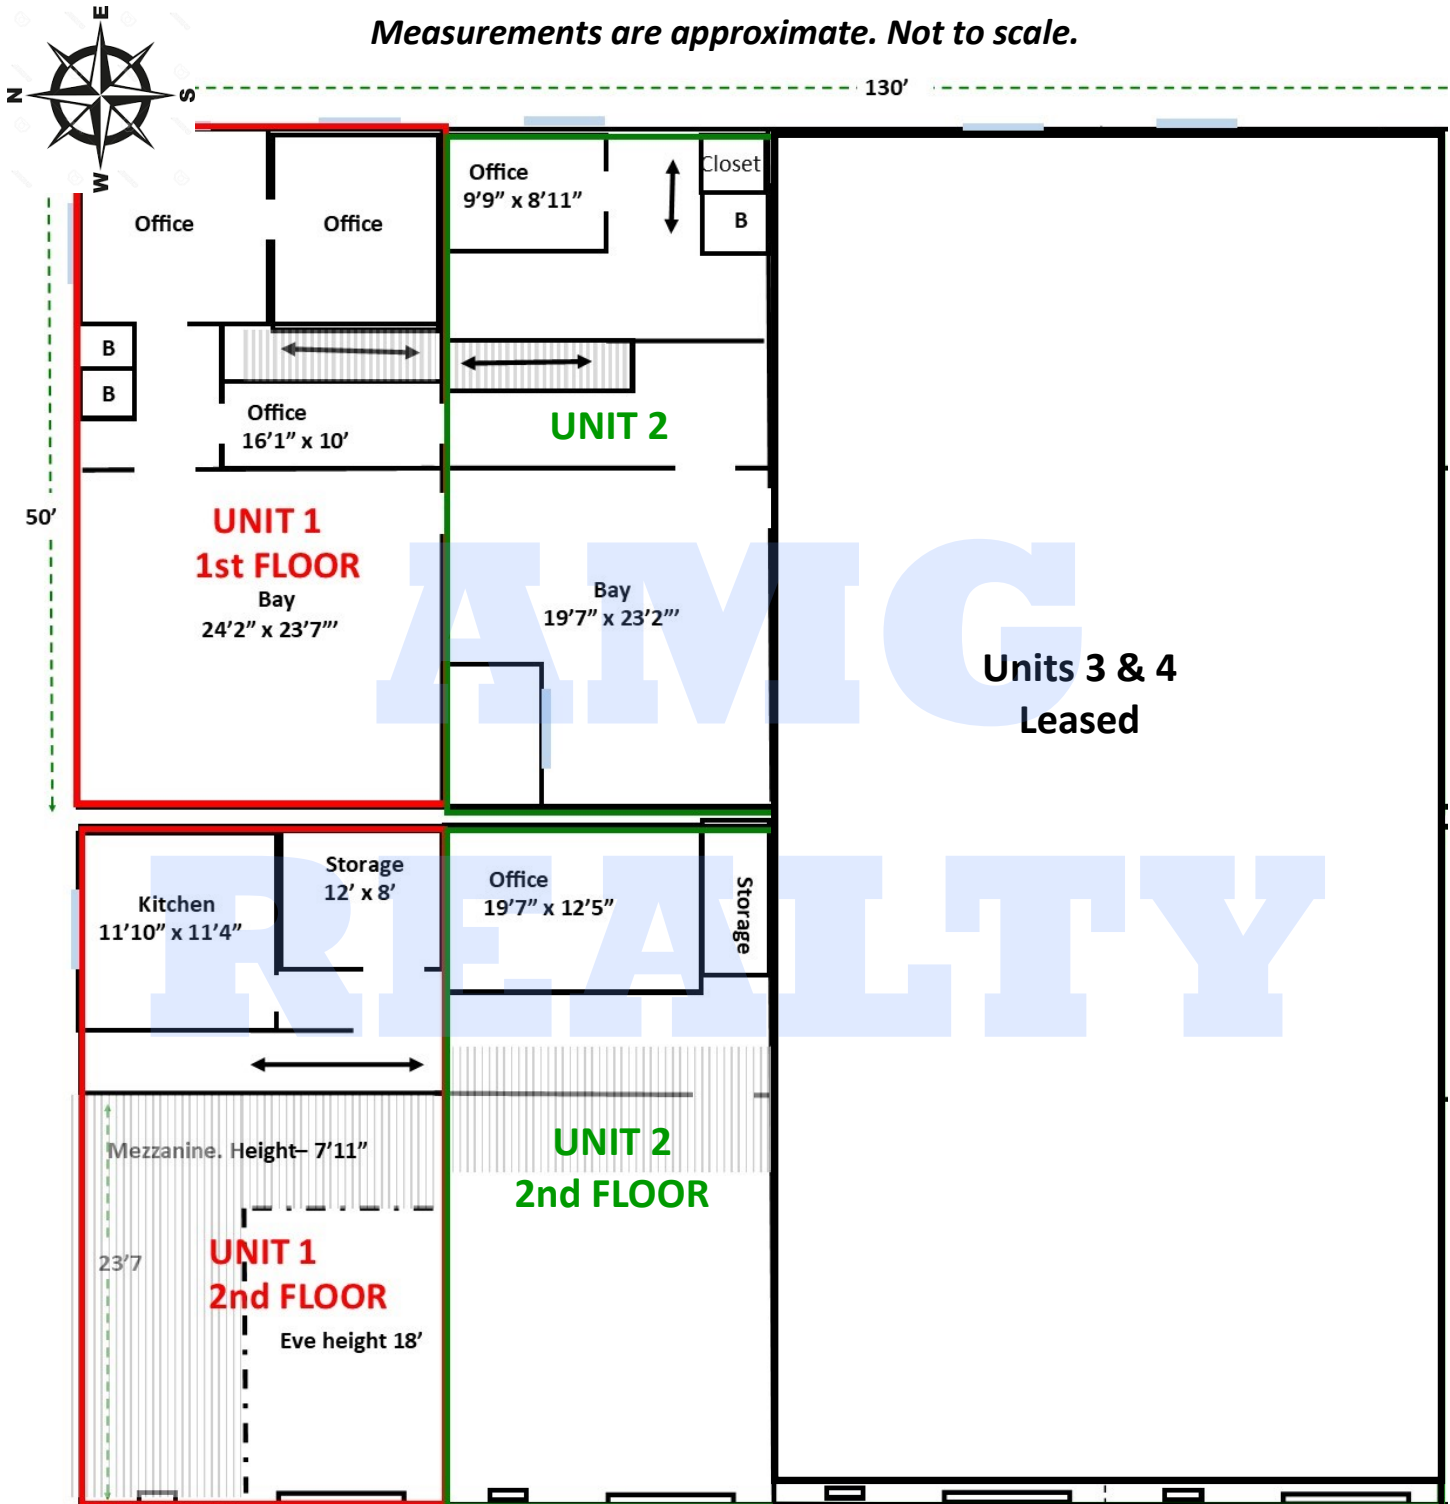 E
Measurements are approximate. Not to scale.
N
S
130’
W
Office
Office
Office
9’9” x 8’11”
Closet
B
B
B
Office
16’1” x 10’
UNIT 2
50’
UNIT 1
1st FLOOR
Bay
24’2” x 23’7”’
Bay
19’7” x 23’2”’
AMG
Units 3 & 4
Leased
Kitchen
11’10” x 11’4”
Storage
12’ x 8’
Office
19’7” x 12’5”
Storage
REALTY
Mezzanine. Height– 7’11”
UNIT 2
2nd FLOOR
23’7
UNIT 1
2nd FLOOR
Eve height 18’